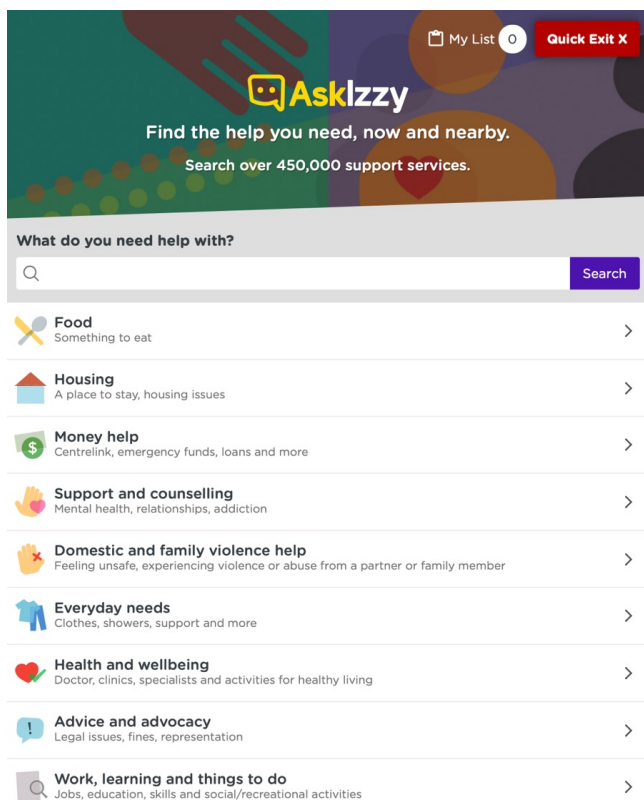 My List 0 Quick Exit X
AskIzzy
Find the help you need, now and nearby.
Search over 450,000 support services.
What do you need help with?
Search
Food
Something to eat
Housing
A place to stay, housing issues
$
Money help
Centrelink, emergency funds, loans and more
Support and counselling
Mental health, relationships, addiction
Domestic and family violence help
Feeling unsafe, experiencing violence or abuse from a partner or family member
Everyday needs
Clothes, showers, support and more
Health and wellbeing
Doctor, clinics, specialists and activities for healthy living
!
Advice and advocacy
Legal issues, fines, representation
Work, learning and things to do
Jobs, education, skills and social/recreational activities